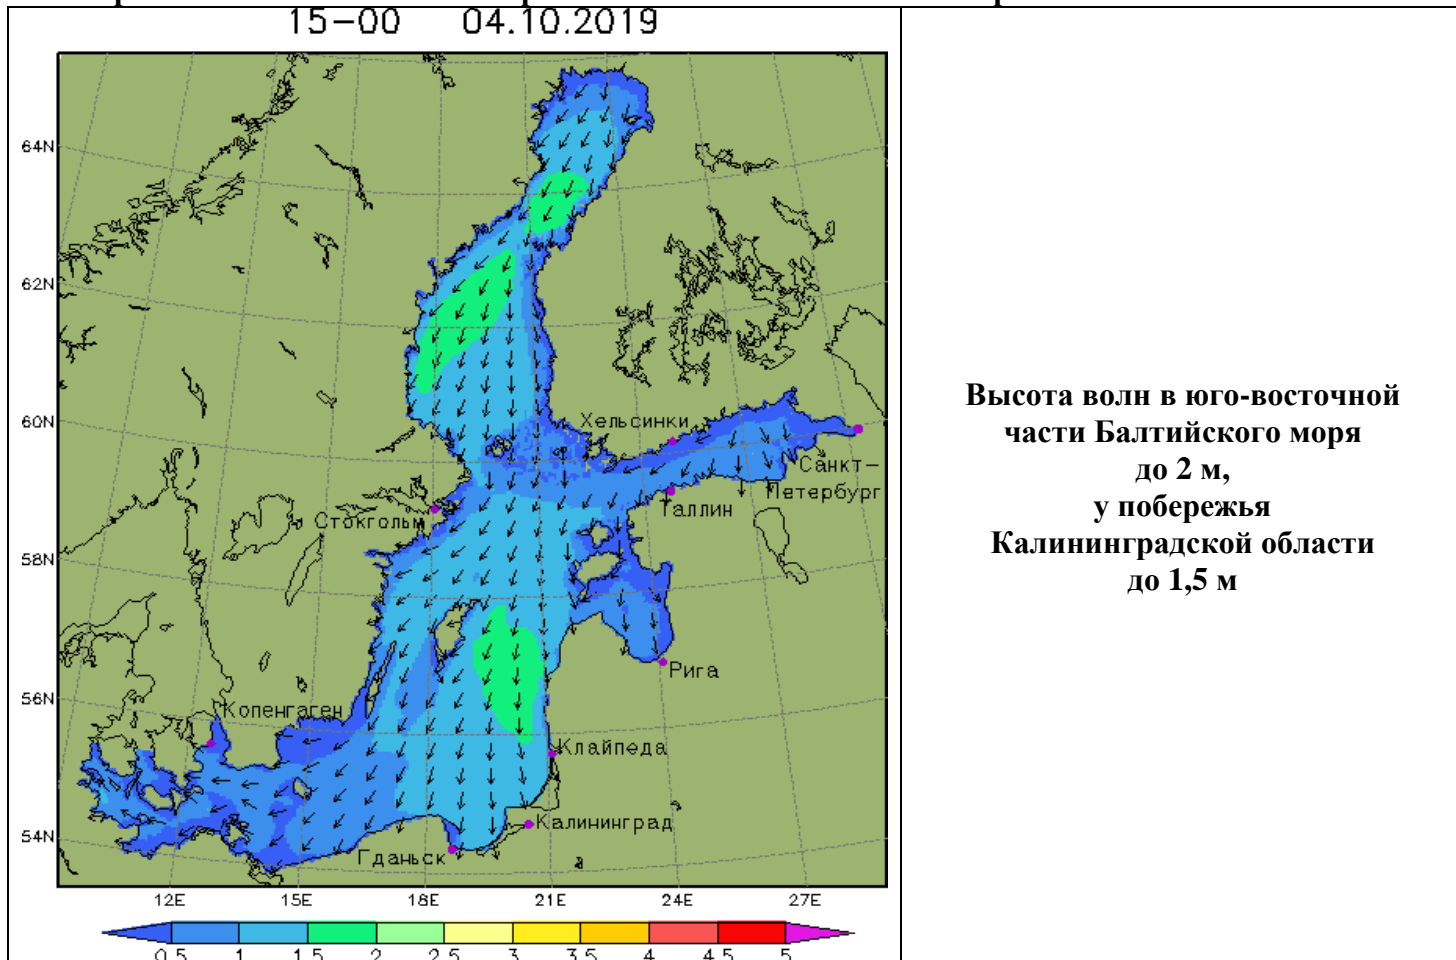 15-00 04.10.2019
64N
62N
60N
58N
56N
54N
Хельсинки
Санкт-
Петербург
Таллин
Стокгольм
Рига
Копенгаген
Клайпеда
Калининград
Гданьск
12E 15E 18E 21E 24E 27E
0.5 1 1.5 2 2.5 3 3.5 4 4.5 5
Высота волн в юго-восточной
части Балтийского моря
до 2 м,
у побережья
Калининградской области
до 1,5 м